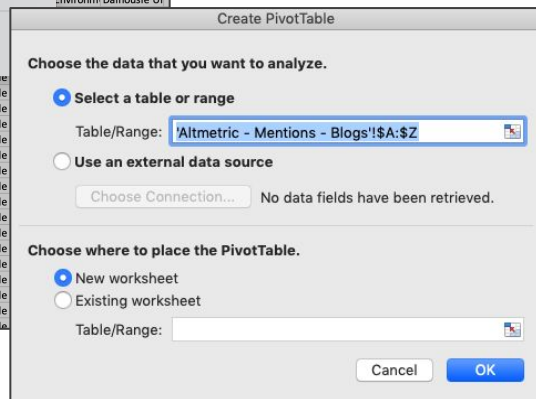 Create PivotTable
Choose the data that you want to analyze.
Select a table or range
Table/Range: 'Altmetric - Mentions - Blogs'!$A:$Z
Use an external data source
Choose Connection... No data fields have been retrieved.
Choose where to place the PivotTable.
New worksheet
Existing worksheet
Table/Range:
Cancel OK